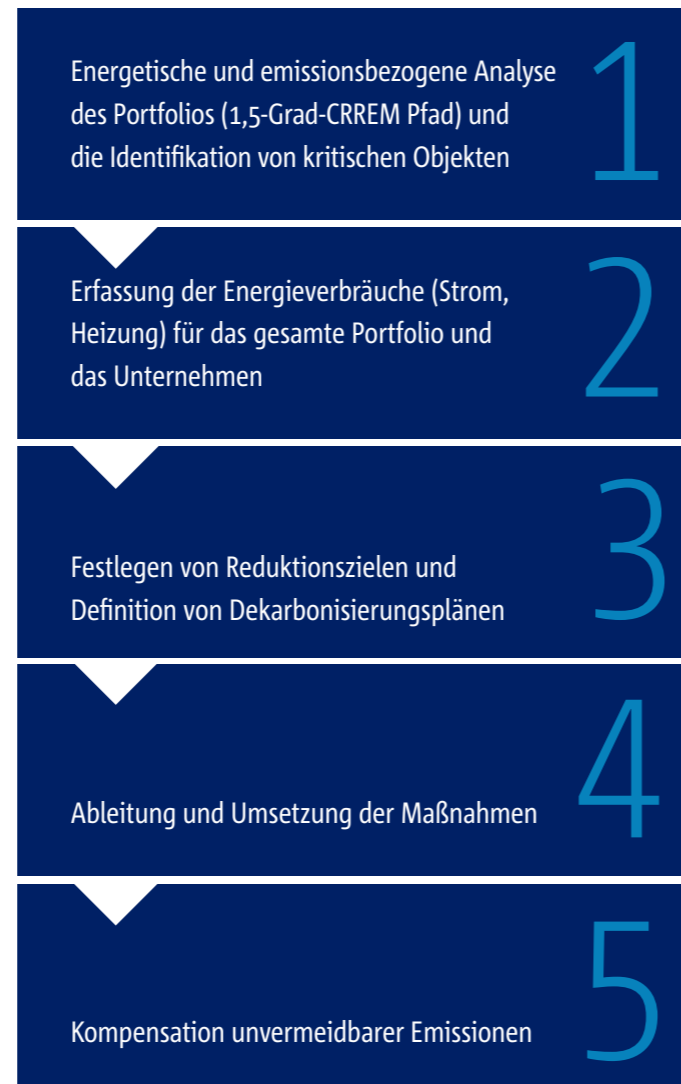 Energetische und emissionsbezogene Analyse
des Portfolios (1,5-Grad-CRREM Pfad) und
die Identifikation von kritischen Objekten
1
Erfassung der Energieverbräuche (Strom,
Heizung) für das gesamte Portfolio und
das Unternehmen
2
Festlegen von Reduktionszielen und
Definition von Dekarbonisierungsplänen
3
Ableitung und Umsetzung der Maßnahmen
4
Kompensation unvermeidbarer Emissionen
5